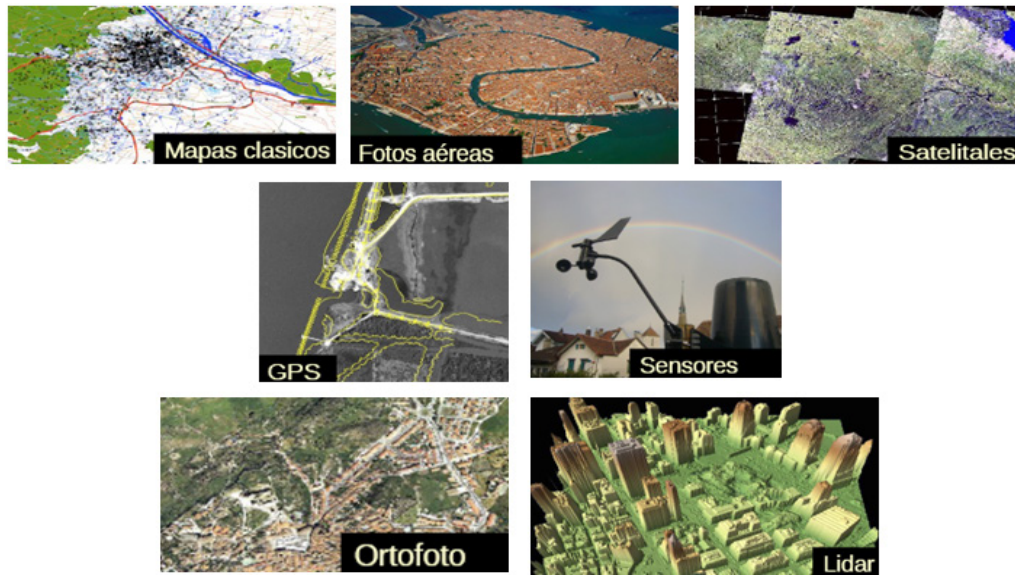 Mapas clasicos
Fotos aéreas
Satelitales
GPS
Sensores
Ortofoto
Lidar